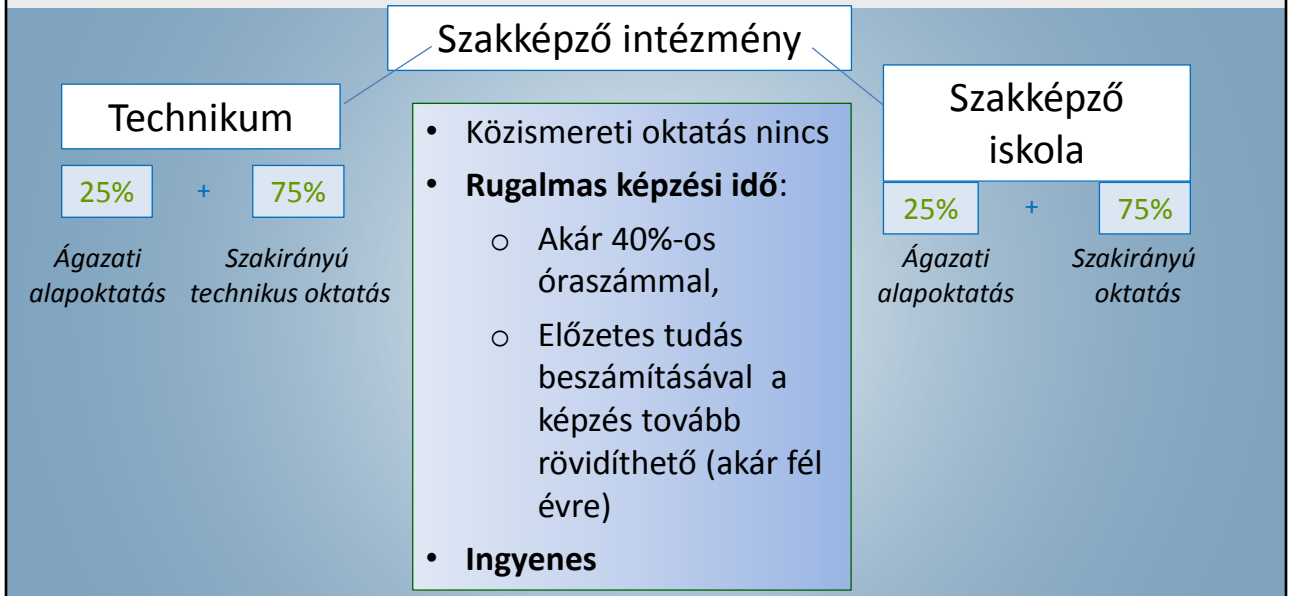 Szakképző intézmény
Technikum
25% + 75%
Ágazati
alapoktatás
Szakirányú
technikus oktatás
• Közismereti oktatás nincs
• Rugalmas képzési idő:
o Akár 40%-os
óraszámmal,
o Előzetes tudás
beszámításával a
képzés tovább
rövidíthető (akár fél
évre)
• Ingyenes
Szakképző
iskola
25% + 75%
Ágazati
alapoktatás
Szakirányú
oktatás